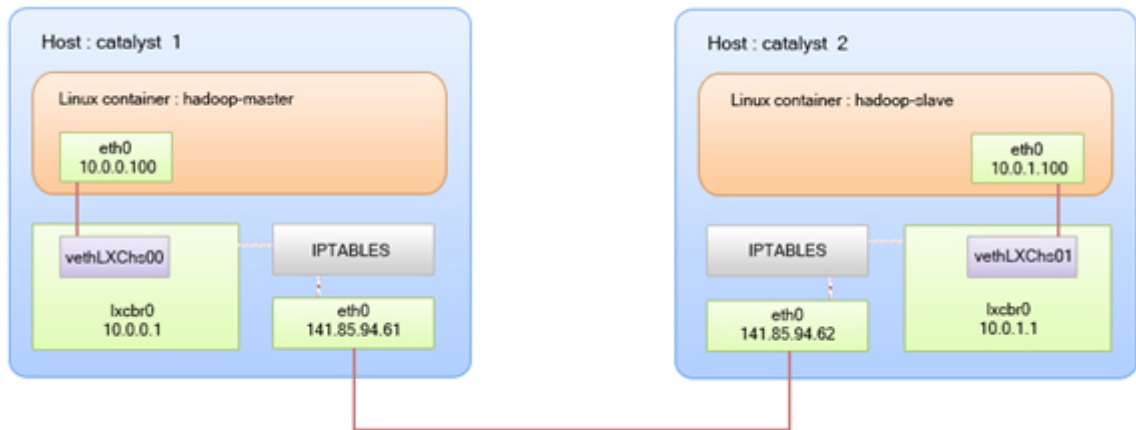 Host : catalyst 1
Linux container : hadoop-master
eth0
10.0.0.100
vethLXChs00
lxcbr0
10.0.0.1
IPTABLES
eth0
141.85.94.61
Host : catalyst 2
Linux container : hadoop-slave
eth0
10.0.1.100
IPTABLES
eth0
141.85.94.62
vethLXChs01
lxcbr0
10.0.1.1